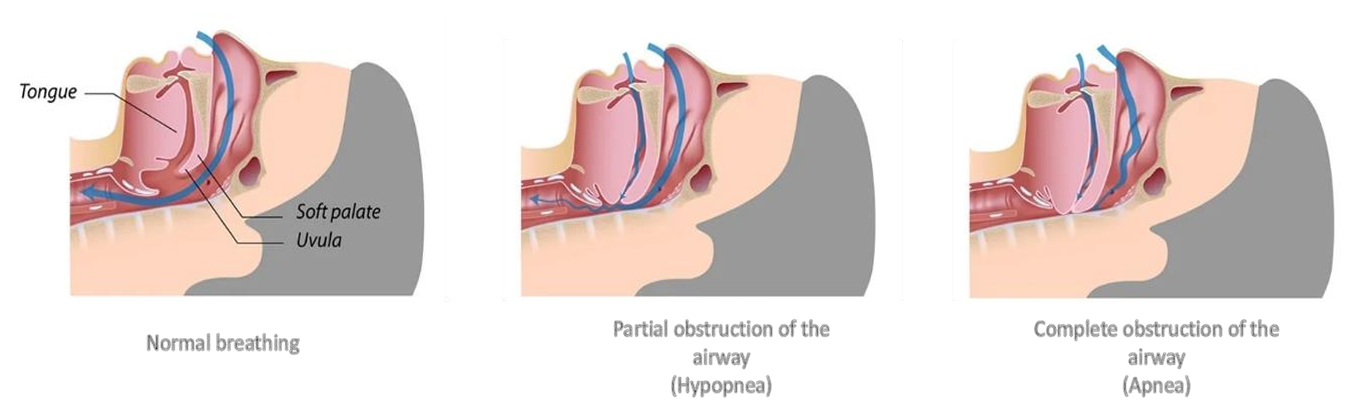 Tongue
Soft palate
Uvula
Normal breathing
Partial obstruction of the
airway
(Hypopnea)
Complete obstruction of the
airway
(Apnea)